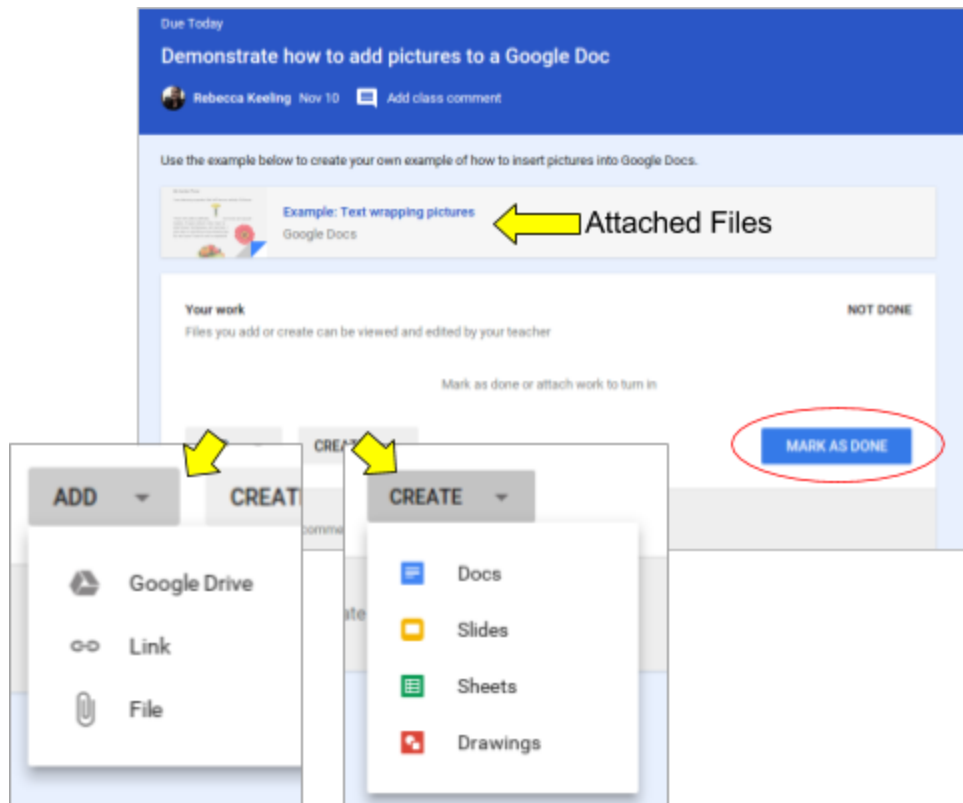 Due Today
Demonstrate how to add pictures to a Google Doc
Rebecca Keeling Nov 10 Add class comment
Use the example below to create your own example of how to insert pictures into Google Docs.
Example: Text wrapping pictures
Google Docs
Attached Files
Your work NOT DONE
Files you add or create can be viewed and edited by your teacher
Mark as done or attach work to turn in
MARK AS DONE
ADD CREATE
Google Drive
Link
File
CREATE
Docs
Slides
Sheets
Drawings